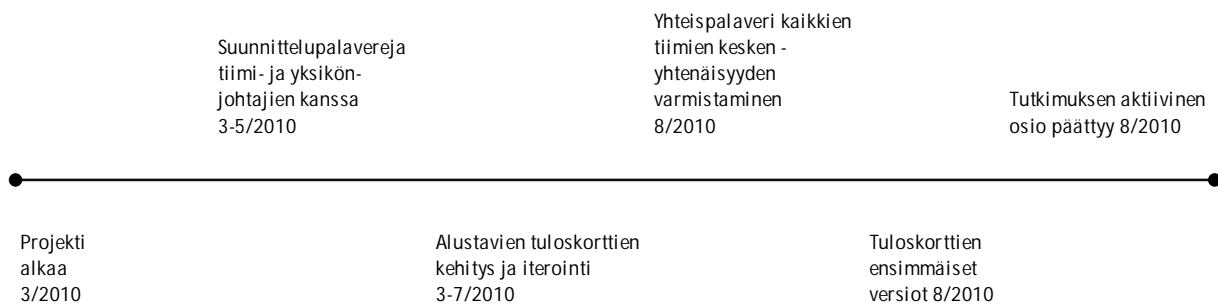 Projekti
alkaa
3/2010
Suunnittelupalavereja
tiimi- ja yksikön-
johtajien kanssa
3-5/2010
Alustavien tuloskorttien
kehitys ja iterointi
3-7/2010
Yhteispalaveri kaikkien
tiimien kesken -
yhtenäisyyden
varmistaminen
8/2010
Tuloskorttien
ensimmäiset
versiot 8/2010
Tutkimuksen aktiivinen
osio päättyy 8/2010